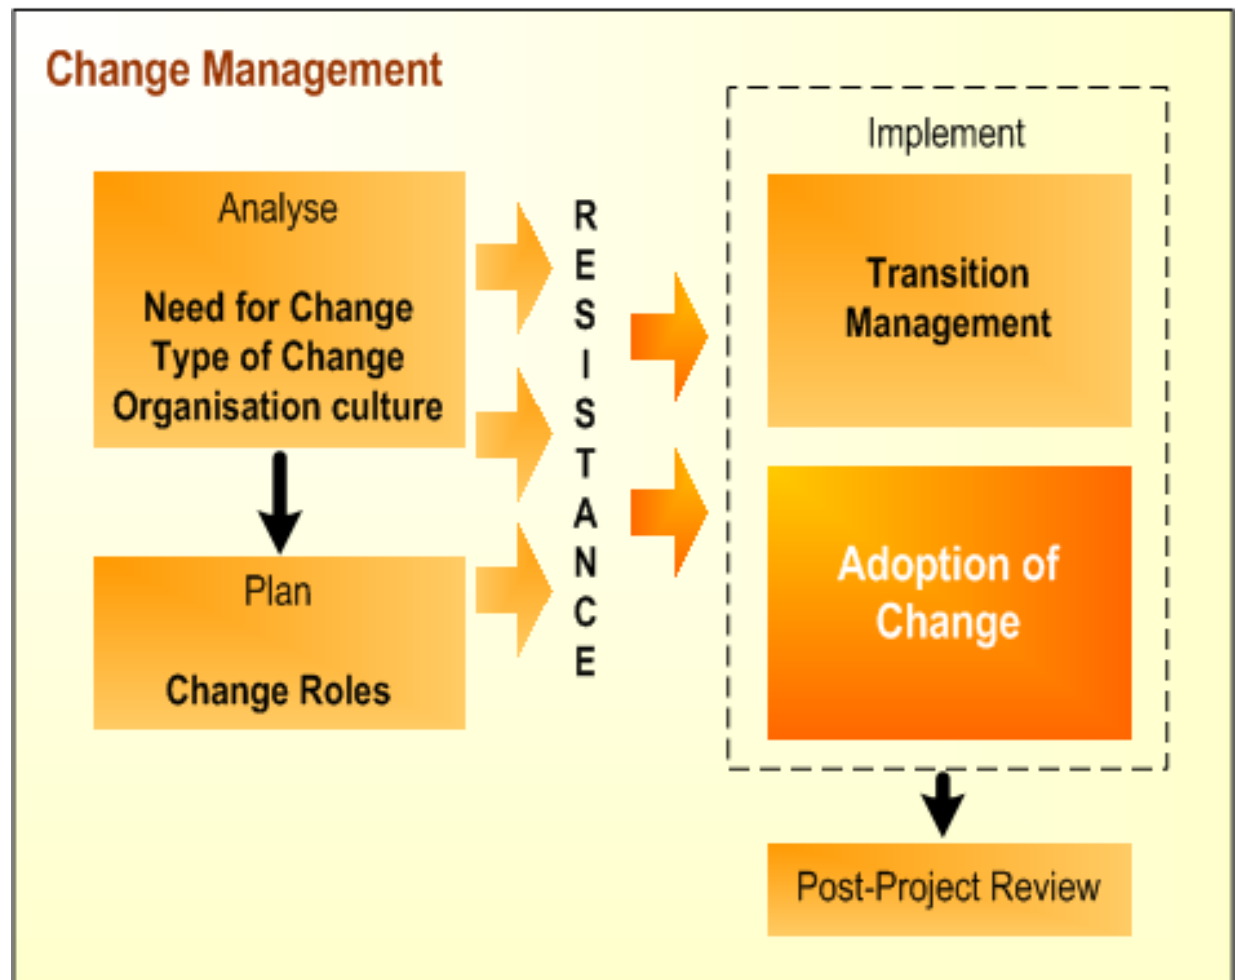 Change Management
Analyse
Need for Change
Type of Change
Organisation culture
Plan
Change Roles
RESISTANCE
Implement
Transition
Management
Adoption of
Change
Post-Project Review